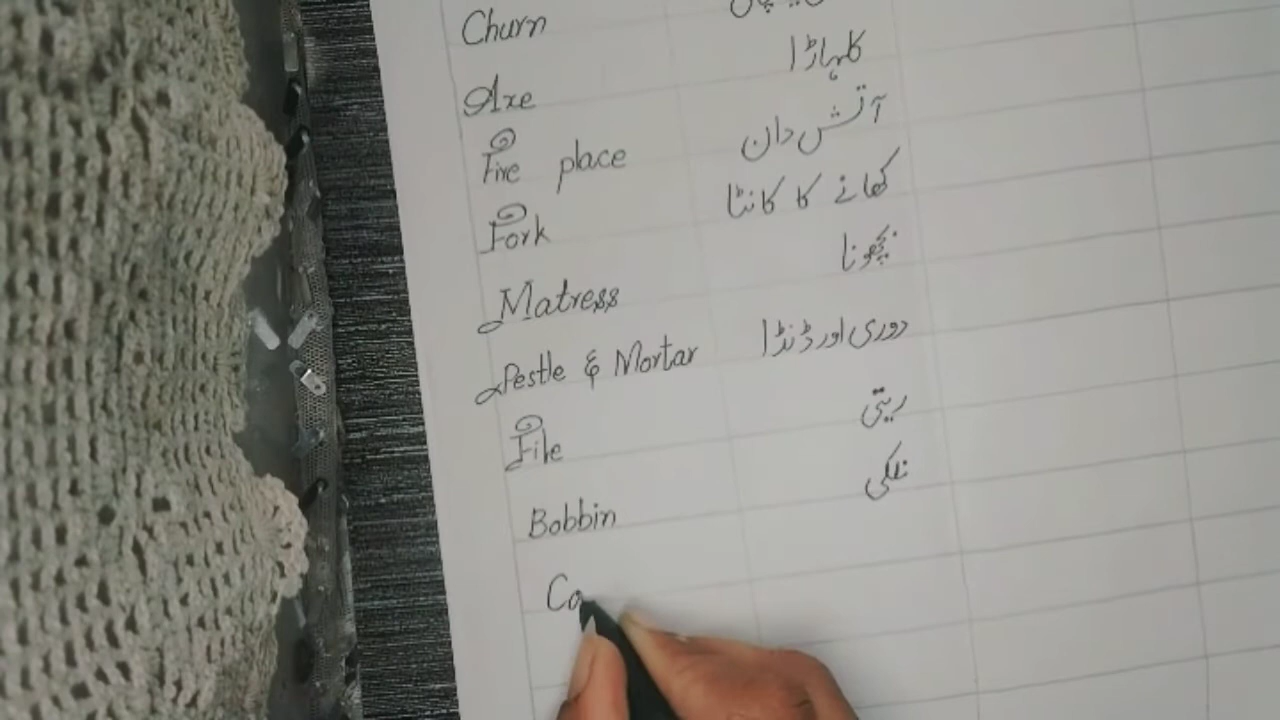 Churn
Axe کلہاڑا
Fire place آتش دان
Fork کھانے کا کانٹا
Matress بچھونا
Pestle & Mortar دوری اور ڈنڈا
File ریتی
Bobbin نلکی
Co